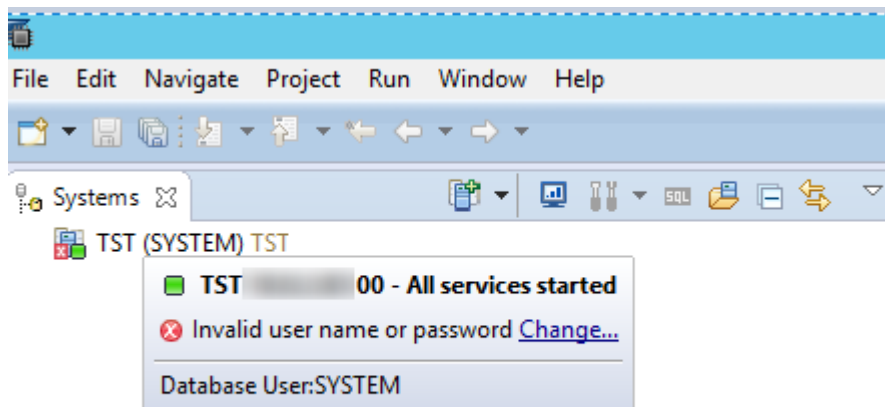 File Edit Navigate Project Run Window Help
Systems
SQL
TST (SYSTEM) TST
TST 00 - All services started
Invalid user name or password Change...
Database User:SYSTEM